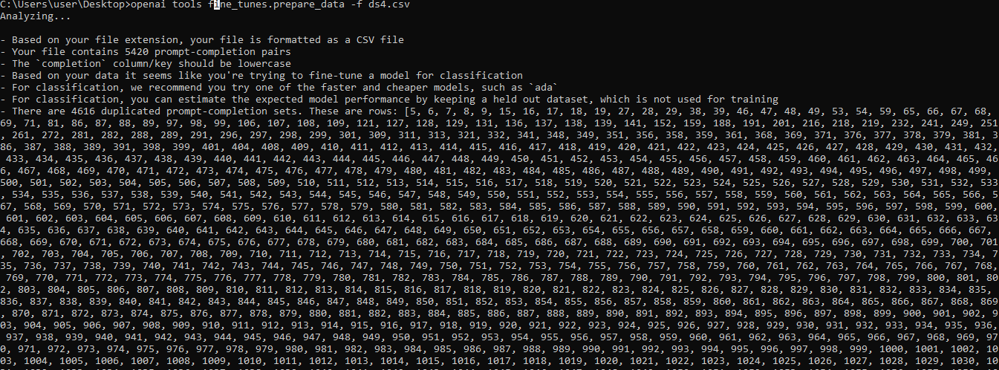 C:\Users\user\Desktop>openai tools fine_tunes.prepare_data -f ds4.csv
Analyzing...
- Based on your file extension, your file is formatted as a CSV file
- Your file contains 5420 prompt-completion pairs
- The `completion` column/key should be lowercase
- Based on your data it seems like you're trying to fine-tune a model for classification
- For classification, we recommend you try one of the faster and cheaper models, such as `ada`
- For classification, you can estimate the expected model performance by keeping a held out dataset, which is not used for training
- There are 4616 duplicated prompt-completion sets. These are rows: [5, 6, 7, 8, 9, 15, 16, 17, 18, 19, 27, 28, 29, 38, 39, 46, 47, 48, 49, 53, 54, 59, 65, 66, 67, 68,
69, 71, 81, 86, 87, 88, 89, 97, 98, 99, 106, 107, 108, 109, 121, 127, 128, 129, 131, 136, 137, 138, 139, 141, 152, 159, 188, 191, 201, 216, 218, 219, 232, 241, 249, 251
, 261, 272, 281, 282, 288, 289, 291, 296, 297, 298, 299, 301, 309, 311, 313, 321, 332, 341, 348, 349, 351, 356, 358, 359, 361, 368, 369, 371, 376, 377, 378, 379, 381, 3
86, 387, 388, 389, 391, 398, 399, 401, 404, 408, 409, 410, 411, 412, 413, 414, 415, 416, 417, 418, 419, 420, 421, 422, 423, 424, 425, 426, 427, 428, 429, 430, 431, 432,
 433, 434, 435, 436, 437, 438, 439, 440, 441, 442, 443, 444, 445, 446, 447, 448, 449, 450, 451, 452, 453, 454, 455, 456, 457, 458, 459, 460, 461, 462, 463, 464, 465, 46
6, 467, 468, 469, 470, 471, 472, 473, 474, 475, 476, 477, 478, 479, 480, 481, 482, 483, 484, 485, 486, 487, 488, 489, 490, 491, 492, 493, 494, 495, 496, 497, 498, 499,
500, 501, 502, 503, 504, 505, 506, 507, 508, 509, 510, 511, 512, 513, 514, 515, 516, 517, 518, 519, 520, 521, 522, 523, 524, 525, 526, 527, 528, 529, 530, 531, 532, 533
, 534, 535, 536, 537, 538, 539, 540, 541, 542, 543, 544, 545, 546, 547, 548, 549, 550, 551, 552, 553, 554, 555, 556, 557, 558, 559, 560, 561, 562, 563, 564, 565, 566, 5
67, 568, 569, 570, 571, 572, 573, 574, 575, 576, 577, 578, 579, 580, 581, 582, 583, 584, 585, 586, 587, 588, 589, 590, 591, 592, 593, 594, 595, 596, 597, 598, 599, 600,
 601, 602, 603, 604, 605, 606, 607, 608, 609, 610, 611, 612, 613, 614, 615, 616, 617, 618, 619, 620, 621, 622, 623, 624, 625, 626, 627, 628, 629, 630, 631, 632, 633, 63
4, 635, 636, 637, 638, 639, 640, 641, 642, 643, 644, 645, 646, 647, 648, 649, 650, 651, 652, 653, 654, 655, 656, 657, 658, 659, 660, 661, 662, 663, 664, 665, 666, 667,
668, 669, 670, 671, 672, 673, 674, 675, 676, 677, 678, 679, 680, 681, 682, 683, 684, 685, 686, 687, 688, 689, 690, 691, 692, 693, 694, 695, 696, 697, 698, 699, 700, 701
, 702, 703, 704, 705, 706, 707, 708, 709, 710, 711, 712, 713, 714, 715, 716, 717, 718, 719, 720, 721, 722, 723, 724, 725, 726, 727, 728, 729, 730, 731, 732, 733, 734, 7
35, 736, 737, 738, 739, 740, 741, 742, 743, 744, 745, 746, 747, 748, 749, 750, 751, 752, 753, 754, 755, 756, 757, 758, 759, 760, 761, 762, 763, 764, 765, 766, 767, 768,
 769, 770, 771, 772, 773, 774, 775, 776, 777, 778, 779, 780, 781, 782, 783, 784, 785, 786, 787, 788, 789, 790, 791, 792, 793, 794, 795, 796, 797, 798, 799, 800, 801, 80
2, 803, 804, 805, 806, 807, 808, 809, 810, 811, 812, 813, 814, 815, 816, 817, 818, 819, 820, 821, 822, 823, 824, 825, 826, 827, 828, 829, 830, 831, 832, 833, 834, 835,
836, 837, 838, 839, 840, 841, 842, 843, 844, 845, 846, 847, 848, 849, 850, 851, 852, 853, 854, 855, 856, 857, 858, 859, 860, 861, 862, 863, 864, 865, 866, 867, 868, 869
, 870, 871, 872, 873, 874, 875, 876, 877, 878, 879, 880, 881, 882, 883, 884, 885, 886, 887, 888, 889, 890, 891, 892, 893, 894, 895, 896, 897, 898, 899, 900, 901, 902, 9
03, 904, 905, 906, 907, 908, 909, 910, 911, 912, 913, 914, 915, 916, 917, 918, 919, 920, 921, 922, 923, 924, 925, 926, 927, 928, 929, 930, 931, 932, 933, 934, 935, 936,
 937, 938, 939, 940, 941, 942, 943, 944, 945, 946, 947, 948, 949, 950, 951, 952, 953, 954, 955, 956, 957, 958, 959, 960, 961, 962, 963, 964, 965, 966, 967, 968, 969, 97
0, 971, 972, 973, 974, 975, 976, 977, 978, 979, 980, 981, 982, 983, 984, 985, 986, 987, 988, 989, 990, 991, 992, 993, 994, 995, 996, 997, 998, 999, 1000, 1001, 1002, 10
03, 1004, 1005, 1006, 1007, 1008, 1009, 1010, 1011, 1012, 1013, 1014, 1015, 1016, 1017, 1018, 1019, 1020, 1021, 1022, 1023, 1024, 1025, 1026, 1027, 1028, 1029, 1030, 10